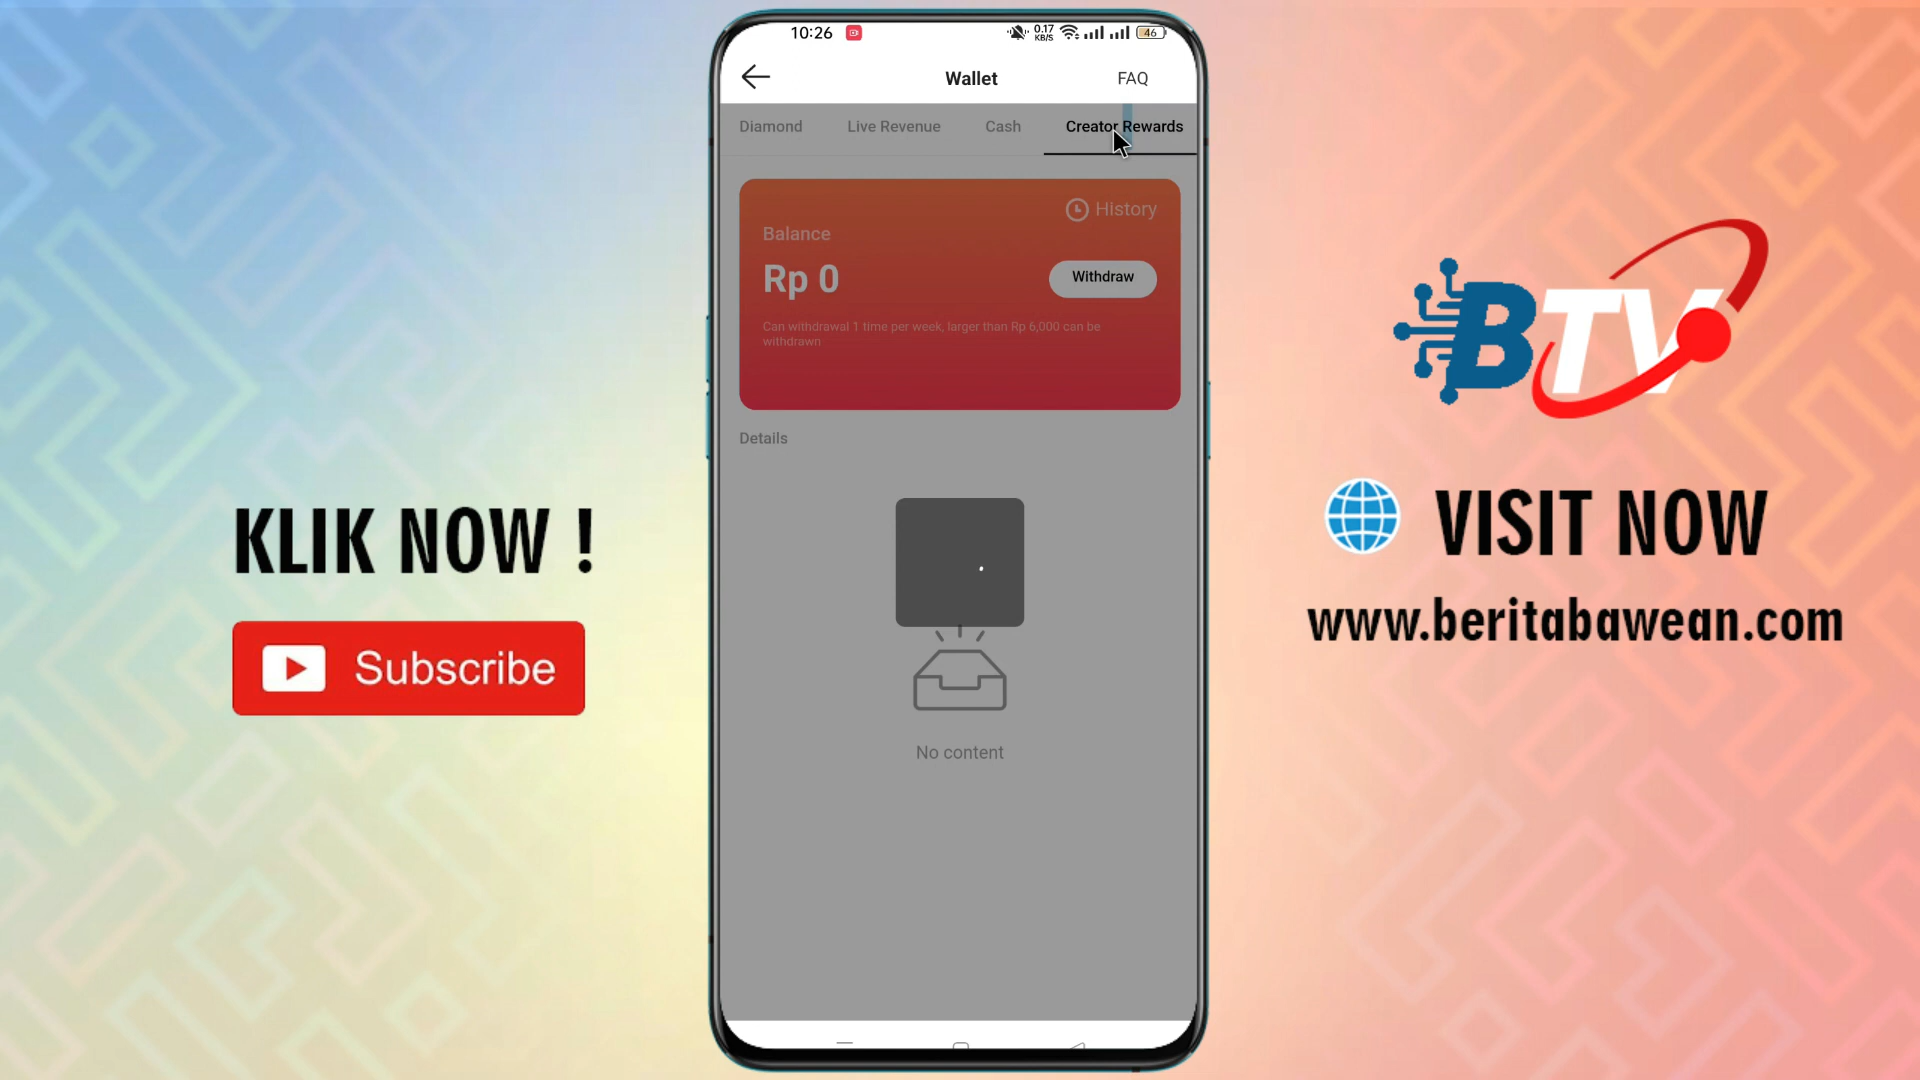 10:26
0.17
KB/S
46
Wallet
FAQ
Diamond
Live Revenue
Cash
Creator Rewards
History
Balance
Rp 0
Withdraw
Can withdrawal 1 time per week, larger than Rp 6,000 can be
withdrawn
Details
No content
KLIK NOW !
Subscribe
BTV
VISIT NOW
www.beritabawean.com